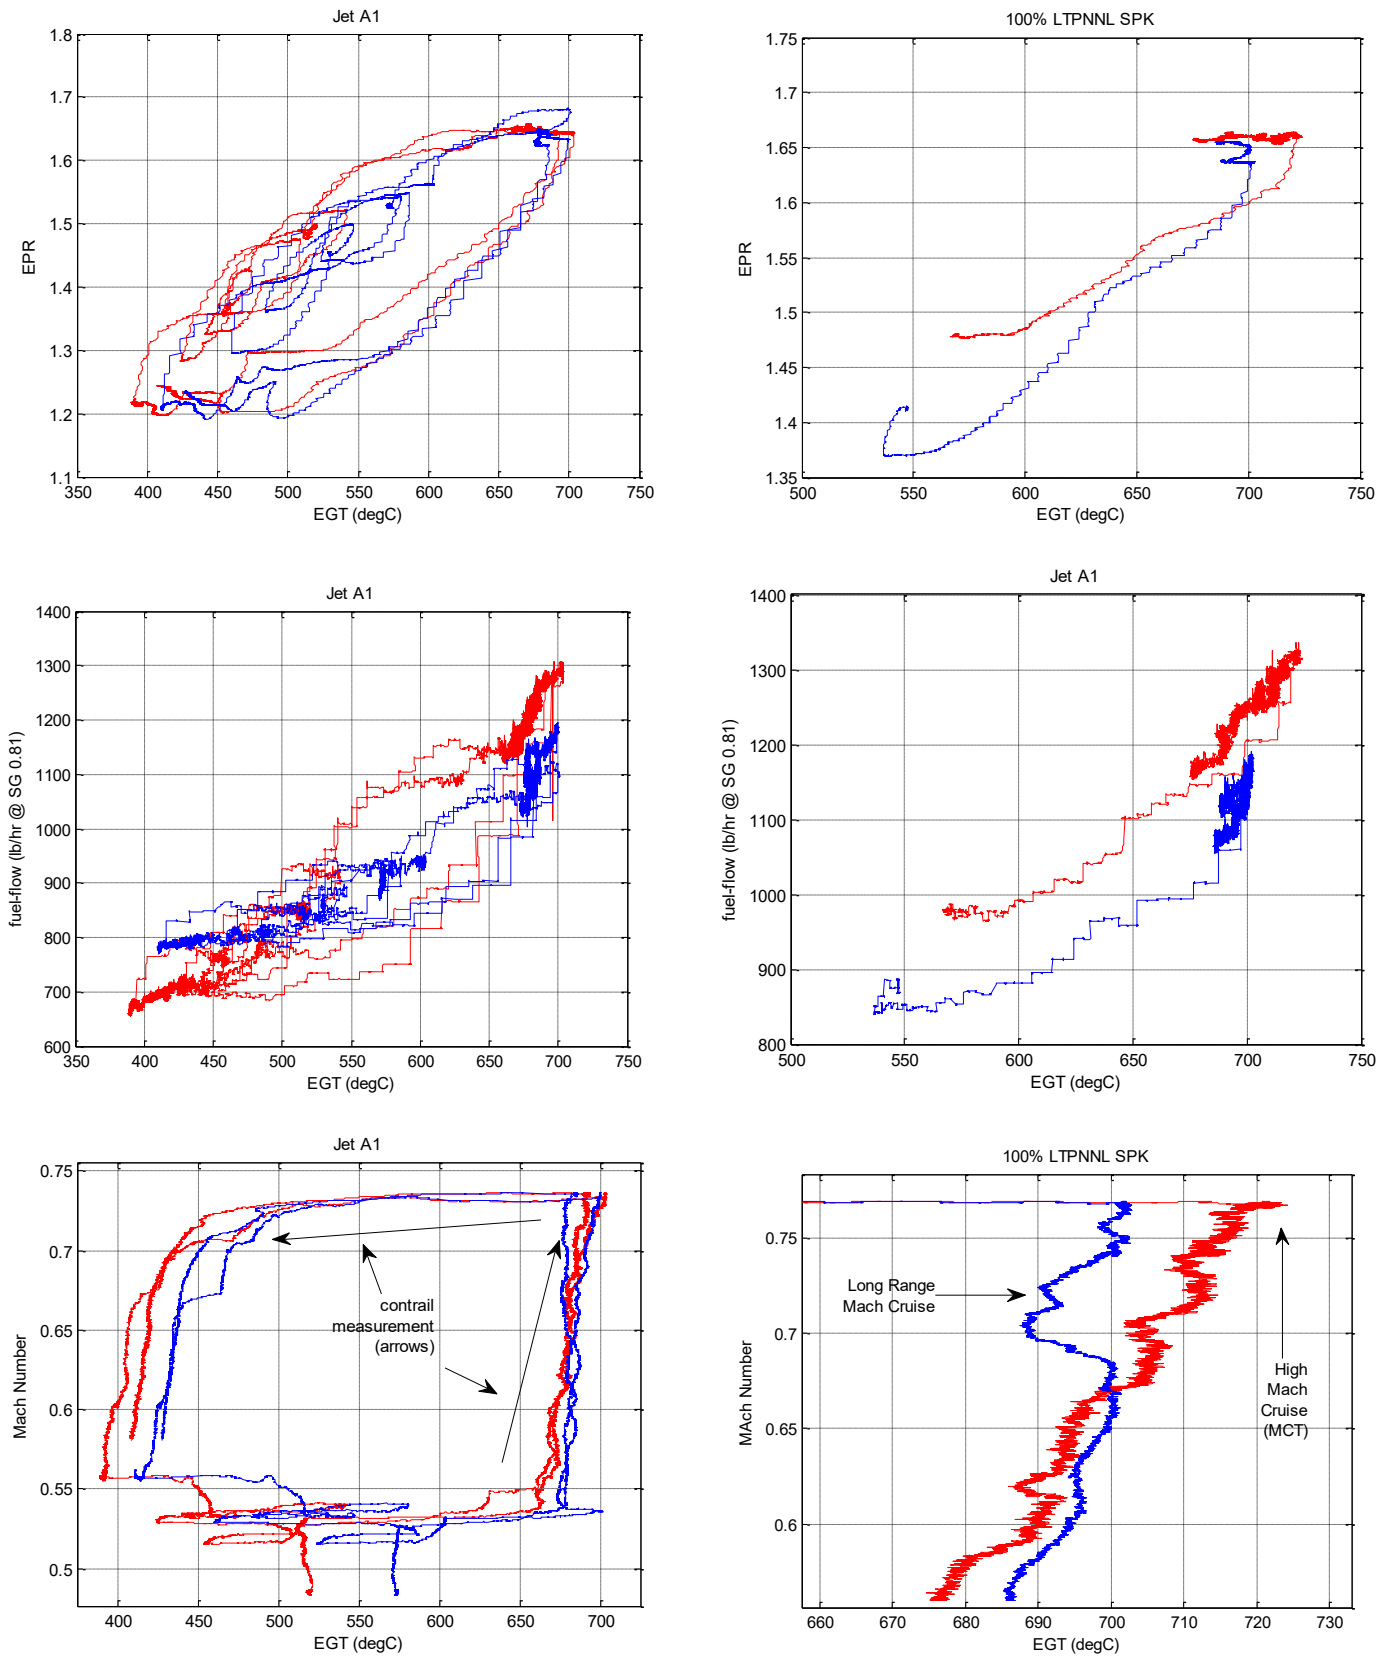 Jet A1
1.8
1.7
1.6
1.5
1.4
1.3
1.2
1.1
EPR
350 400 450 500 550 600 650 700 750
EGT (degC)
100% LTPNNL SPK
1.75
1.7
1.65
1.6
1.55
1.5
1.45
1.4
1.35
EPR
500 550 600 650 700 750
EGT (degC)
Jet A1
1400
1300
1200
1100
1000
900
800
700
600
fuel-flow (lb/hr @ SG 0.81)
350 400 450 500 550 600 650 700 750
EGT (degC)
Jet A1
1400
1300
1200
1100
1000
900
800
fuel-flow (lb/hr @ SG 0.81)
500 550 600 650 700 750
EGT (degC)
Jet A1
0.75
0.7
0.65
0.6
0.55
0.5
Mach Number
contrail
measurement
(arrows)
400 450 500 550 600 650 700
EGT (degC)
100% LTPNNL SPK
0.75
0.7
0.65
0.6
MAch Number
Long Range
Mach Cruise
High
Mach
Cruise
(MCT)
660 670 680 690 700 710 720 730
EGT (degC)